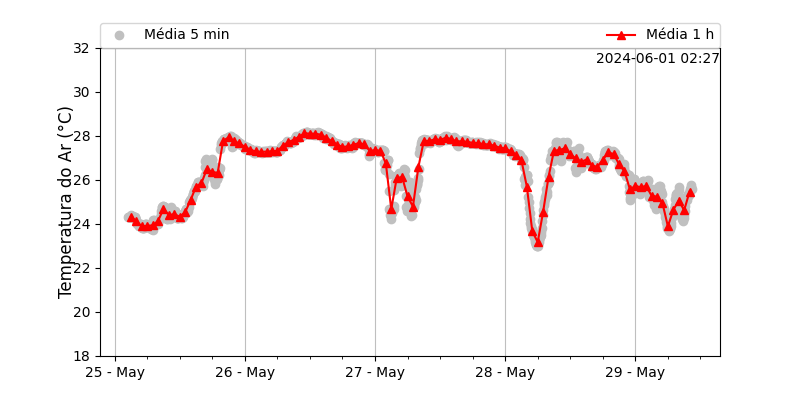 Média 5 min
Média 1 h
2024-06-01 02:27
Temperatura do Ar (°C)
32
30
28
26
24
22
20
18
25 - May
26 - May
27 - May
28 - May
29 - May